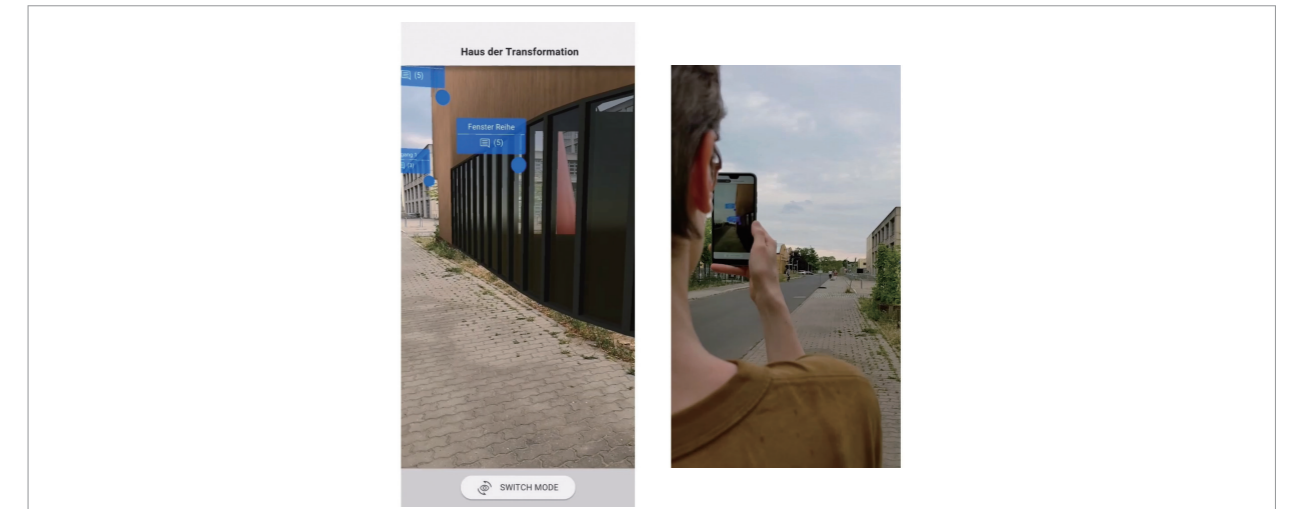 Haus der Transformation
(5)
Fenster Reihe
(5)
SWITCH MODE